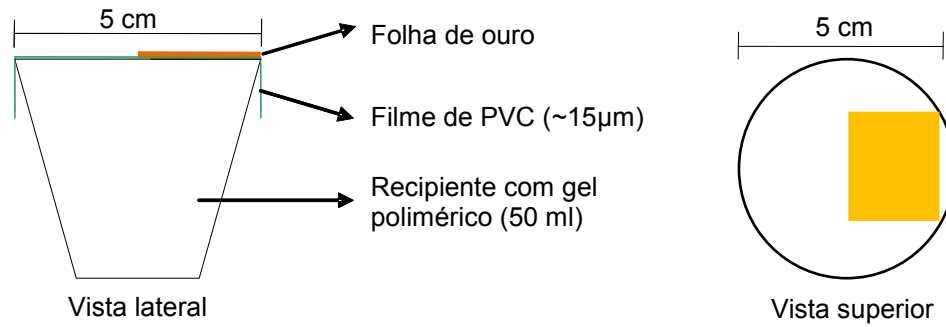 5 cm
Folha de ouro
Filme de PVC (~15μm)
Recipiente com gel
polimérico (50 ml)
Vista lateral
5 cm
Vista superior